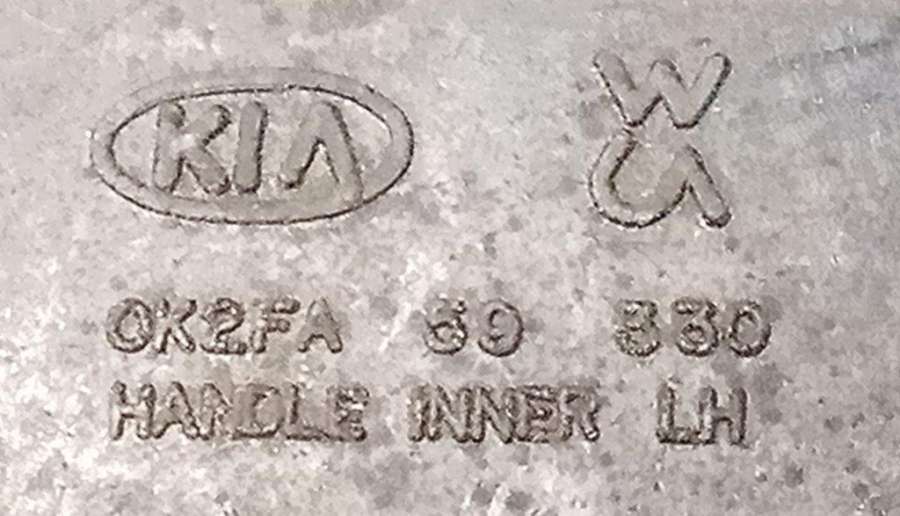 KIA
0K2FA 59 330
HANDLE INNER LH